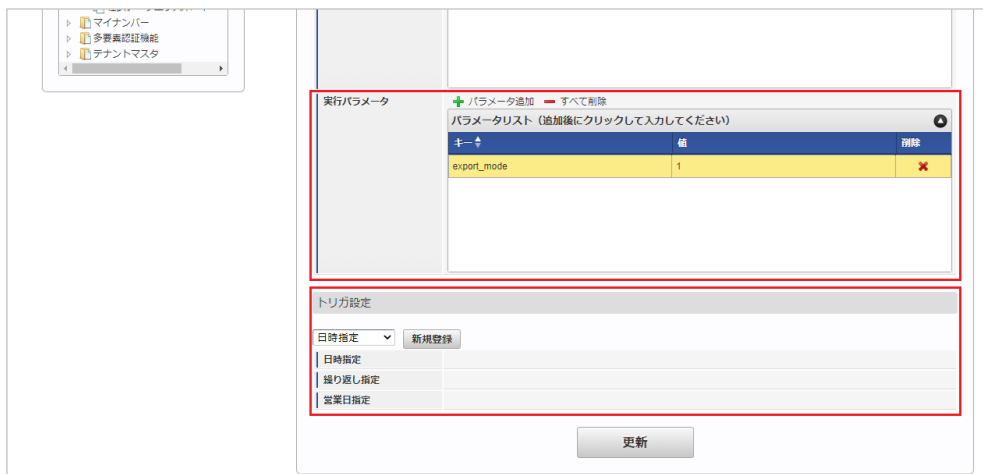 マイナンバー
多要素認証機能
テナントマスタ
実行パラメータ
パラメータ追加 すべて削除
パラメータリスト（追加後にクリックして入力してください）
キー 値 削除
export_mode 1
トリガ設定
日時指定 新規登録
日時指定
繰り返し指定
営業日指定
更新